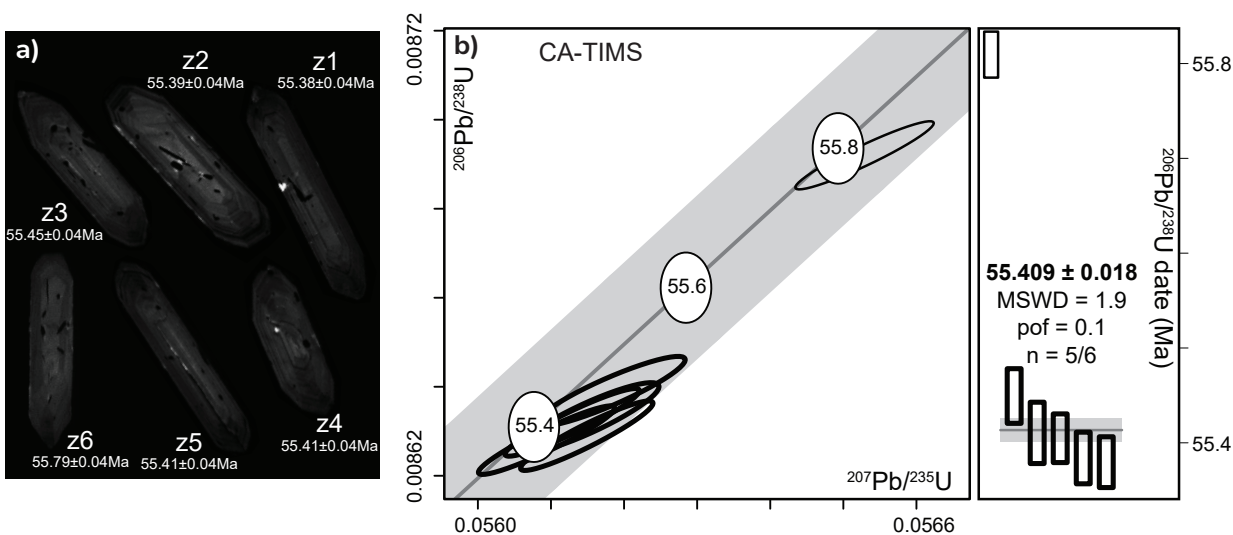 a)
z2
55.39±0.04Ma
z1
55.38±0.04Ma
z3
55.45±0.04Ma
z6
55.79±0.04Ma
z5
55.41±0.04Ma
z4
55.41±0.04Ma
b)
CA-TIMS
0.00872
206Pb/238U
0.00862
55.8
55.6
55.4
207Pb/235U
0.0560
0.0566
55.8
206Pb/238U date (Ma)
55.409 ± 0.018
MSWD = 1.9
pof = 0.1
n = 5/6
55.4